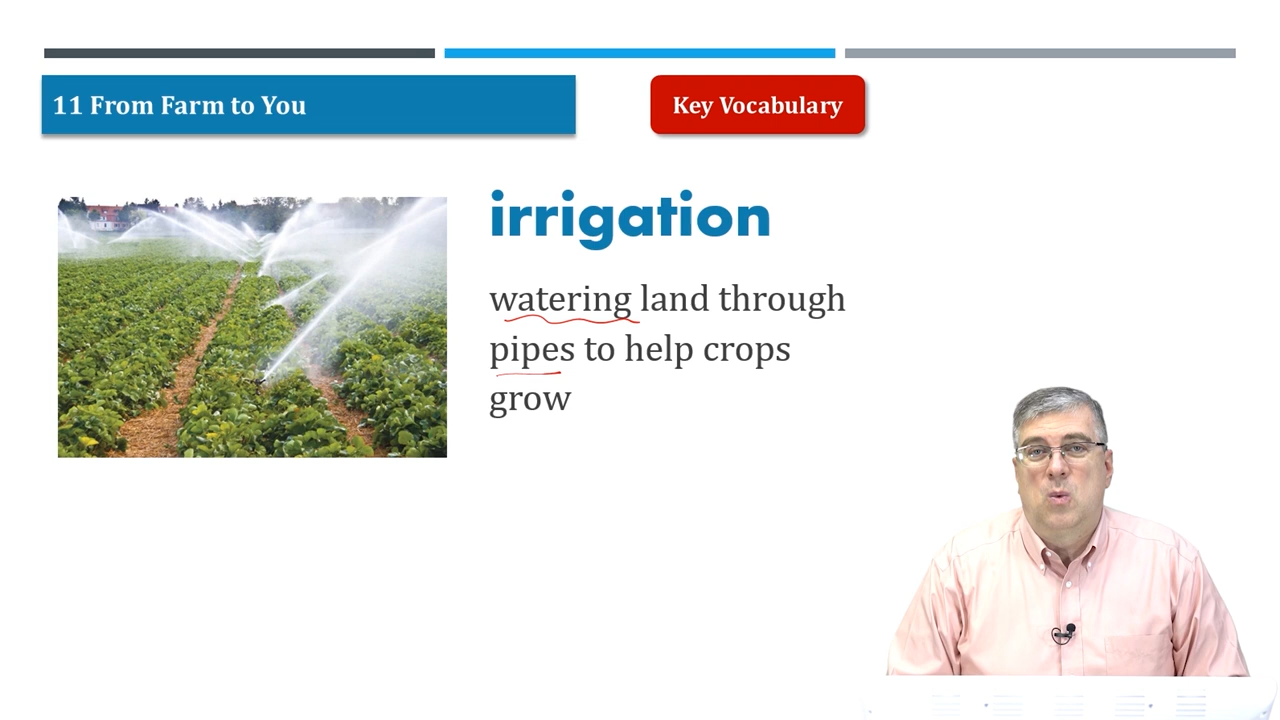 11 From Farm to You
Key Vocabulary
irrigation
watering land through
pipes to help crops
grow